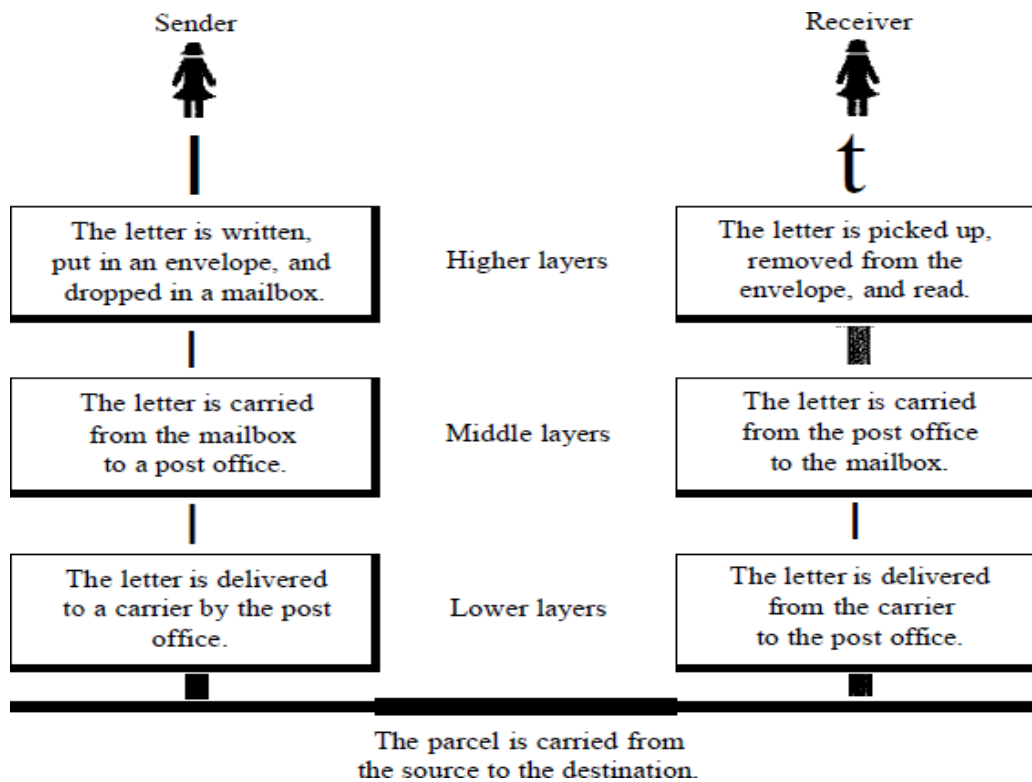 Sender
Receiver
t
The letter is written,
put in an envelope, and
dropped in a mailbox.
Higher layers
The letter is picked up,
removed from the
envelope, and read.
The letter is carried
from the mailbox
to a post office.
Middle layers
The letter is carried
from the post office
to the mailbox.
The letter is delivered
to a carrier by the post
office.
Lower layers
The letter is delivered
from the carrier
to the post office.
The parcel is carried from
the source to the destination.